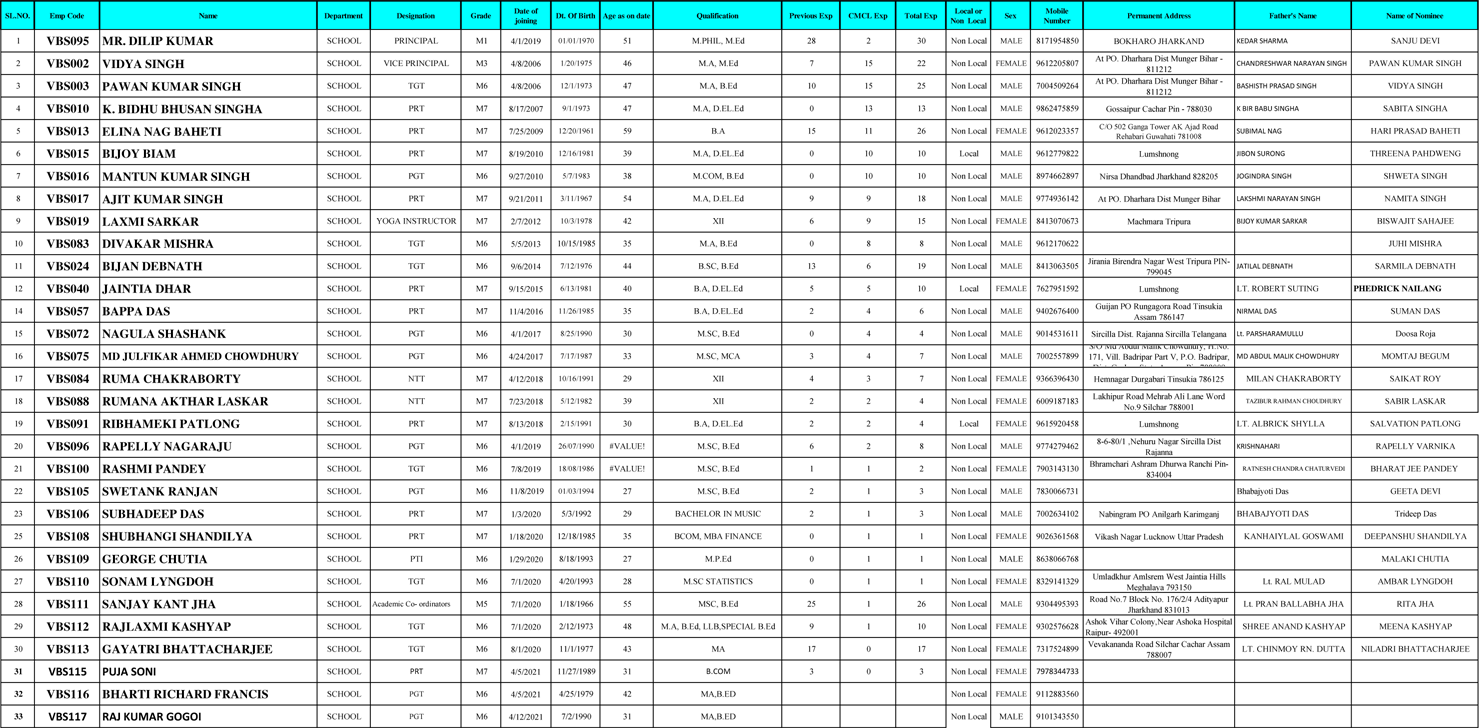 SL.NO. Emp Code Name Department Designation Grade Date of joining Dt. Of Birth Age as on date Qualification Previous Exp CMCL Exp Total Exp Local or Non Local Sex Mobile Number Permanent Address Father's Name Name of Nominee
1 VBS095 MR. DILIP KUMAR SCHOOL PRINCIPAL M1 4/1/2019 01/01/1970 51 M.PHIL, M.Ed 28 2 30 Non Local MALE 8171954850 BOKHARO JHARKAND KEDAR SHARMA SANJU DEVI
2 VBS002 VIDYA SINGH SCHOOL VICE PRINCIPAL M3 4/8/2006 1/20/1975 46 M.A, M.Ed 7 15 22 Non Local FEMALE 9612205807 At PO. Dharhara Dist Munger Bihar - 811212 CHANDRESHWAR NARAYAN SINGH PAWAN KUMAR SINGH
3 VBS003 PAWAN KUMAR SINGH SCHOOL TGT M6 4/8/2006 12/1/1973 47 M.A, B.Ed 10 15 25 Non Local MALE 7004509264 At PO. Dharhara Dist Munger Bihar - 811212 BASHISTH PRASAD SINGH VIDYA SINGH
4 VBS010 K. BIDHU BHUSAN SINGHA SCHOOL PRT M7 8/17/2007 9/1/1973 47 M.A, D.EL.Ed 0 13 13 Non Local MALE 9862475859 Gossaipur Cachar Pin - 788030 K BIR BABU SINGHA SABITA SINGHA
5 VBS013 ELINA NAG BAHETI SCHOOL PRT M7 7/25/2009 12/20/1961 59 B.A 15 11 26 Non Local FEMALE 9612023357 C/O 502 Ganga Tower AK Ajad Road Rehabari Guwahati 781008 SUBIMAL NAG HARI PRASAD BAHETI
6 VBS015 BIJOY BIAM SCHOOL PRT M7 8/19/2010 12/16/1981 39 M.A, D.EL.Ed 0 10 10 Local MALE 9612779822 Lumshnong JIBON SURONG THREENA PAHDWENG
7 VBS016 MANTUN KUMAR SINGH SCHOOL PGT M6 9/27/2010 5/7/1983 38 M.COM, B.Ed 0 10 10 Non Local MALE 8974662897 Nirsa Dhandbad Jharkhand 828205 JOGINDRA SINGH SHWETA SINGH
8 VBS017 AJIT KUMAR SINGH SCHOOL PRT M7 9/21/2011 3/11/1967 54 M.A, D.EL.Ed 9 9 18 Non Local MALE 9774936142 At PO. Dharhara Dist Munger Bihar LAKSHMI NARAYAN SINGH NAMITA SINGH
9 VBS019 LAXMI SARKAR SCHOOL YOGA INSTRUCTOR M7 2/7/2012 10/3/1978 42 XII 6 9 15 Non Local FEMALE 8413070673 Machmara Tripura BIJOY KUMAR SARKAR BISWAJIT SAHAJEE
10 VBS083 DIVAKAR MISHRA SCHOOL TGT M6 5/5/2013 10/15/1985 35 M.A, B.Ed 0 8 8 Non Local MALE 9612170622 JUHI MISHRA
11 VBS024 BIJAN DEBNATH SCHOOL TGT M6 9/6/2014 7/12/1976 44 B.SC, B.Ed 13 6 19 Non Local MALE 8413063505 Jirania Birendra Nagar West Tripura PIN-799045 JATILAL DEBNATH SARMILA DEBNATH
12 VBS040 JAINTIA DHAR SCHOOL PRT M7 9/15/2015 6/13/1981 40 B.A, D.EL.Ed 5 5 10 Local FEMALE 7627951592 Lumshnong LT. ROBERT SUTING PHEDRICK NAILANG
14 VBS057 BAPPA DAS SCHOOL PRT M7 11/4/2016 11/26/1985 35 B.A, D.EL.Ed 2 4 6 Non Local MALE 9402676400 Guijan PO Rungagora Road Tinsukia Assam 786147 NIRMAL DAS SUMAN DAS
15 VBS072 NAGULA SHASHANK SCHOOL PGT M6 4/1/2017 8/25/1990 30 M.SC, B.Ed 0 4 4 Non Local MALE 9014531611 Sircilla Dist. Rajanna Sircilla Telangana Lt. PARSHARAMULLU Doosa Roja
16 VBS075 MD JULFIKAR AHMED CHOWDHURY SCHOOL PGT M6 4/24/2017 7/17/1987 33 M.SC, MCA 3 4 7 Non Local MALE 7002557899 S/O Md Abdul Malik Chowdhury, H.No. 171, Vill. Badripar Part V, P.O. Badripar, MD ABDUL MALIK CHOWDHURY MOMTAJ BEGUM
17 VBS084 RUMA CHAKRABORTY SCHOOL NTT M7 4/12/2018 10/16/1991 29 XII 4 3 7 Non Local FEMALE 9366396430 Hemnagar Durgabari Tinsukia 786125 MILAN CHAKRABORTY SAIKAT ROY
18 VBS088 RUMANA AKTHAR LASKAR SCHOOL NTT M7 7/23/2018 5/12/1982 39 XII 2 2 4 Non Local FEMALE 6009187183 Lakhipur Road Mehrab Ali Lane Word No.9 Silchar 788001 TAZIBUR RAHMAN CHOUDHURY SABIR LASKAR
19 VBS091 RIBHAMEKI PATLONG SCHOOL PRT M7 8/13/2018 2/15/1991 30 B.A, D.EL.Ed 2 2 4 Local FEMALE 9615920458 Lumshnong LT. ALBRICK SHYLLA SALVATION PATLONG
20 VBS096 RAPELLY NAGARAJU SCHOOL PGT M6 4/1/2019 26/07/1990 #VALUE! M.SC, B.Ed 6 2 8 Non Local MALE 9774279462 8-6-80/1 ,Nehuru Nagar Sircilla Dist Rajanna KRISHNAHARI RAPELLY VARNIKA
21 VBS100 RASHMI PANDEY SCHOOL TGT M6 7/8/2019 18/08/1986 #VALUE! M.SC, B.Ed 1 1 2 Non Local FEMALE 7903143130 Bhramchari Ashram Dhurwa Ranchi Pin-834004 RATNESH CHANDRA CHATURVEDI BHARAT JEE PANDEY
22 VBS105 SWETANK RANJAN SCHOOL PGT M6 11/8/2019 01/03/1994 27 M.SC, B.Ed 2 1 3 Non Local MALE 7830066731 Bhabajyoti Das GEETA DEVI
23 VBS106 SUBHADEEP DAS SCHOOL PRT M7 1/3/2020 5/3/1992 29 BACHELOR IN MUSIC 2 1 3 Non Local MALE 7002634102 Nabingram PO Anilgarh Karimganj BHABAJYOTI DAS Trideep Das
25 VBS108 SHUBHANGI SHANDILYA SCHOOL PRT M7 1/18/2020 12/18/1985 35 BCOM, MBA FINANCE 0 1 1 Non Local FEMALE 9026361568 Vikash Nagar Lucknow Uttar Pradesh KANHAIYLAL GOSWAMI DEEPANSHU SHANDILYA
26 VBS109 GEORGE CHUTIA SCHOOL PTI M6 1/29/2020 8/18/1993 27 M.P.Ed 0 1 1 Non Local MALE 8638066768 MALAKI CHUTIA
27 VBS110 SONAM LYNGDOH SCHOOL TGT M6 7/1/2020 4/20/1993 28 M.SC STATISTICS 0 1 1 Non Local FEMALE 8329141329 Umladkhur Amlsrem West Jaintia Hills Meghalaya 793150 Lt. RAL MULAD AMBAR LYNGDOH
28 VBS111 SANJAY KANT JHA SCHOOL Academic Co- ordinators M5 7/1/2020 1/18/1966 55 MSC, B.Ed 25 1 26 Non Local MALE 9304495393 Road No.7 Block No. 176/2/4 Adityapur Jharkhand 831013 Lt. PRAN BALLABHA JHA RITA JHA
29 VBS112 RAJLAXMI KASHYAP SCHOOL TGT M6 7/1/2020 2/12/1973 48 M.A, B.Ed, LLB,SPECIAL B.Ed 9 1 10 Non Local FEMALE 9302576628 Ashok Vihar Colony,Near Ashoka Hospital Raipur- 492001 SHREE ANAND KASHYAP MEENA KASHYAP
30 VBS113 GAYATRI BHATTACHARJEE SCHOOL TGT M6 8/1/2020 11/1/1977 43 MA 17 0 17 Non Local FEMALE 7317524899 Vevakananda Road Silchar Cachar Assam 788007 LT. CHINMOY RN. DUTTA NILADRI BHATTACHARJEE
31 VBS115 PUJA SONI SCHOOL PRT M7 4/5/2021 11/27/1989 31 B.COM 3 0 3 Non Local FEMALE 7978344733
32 VBS116 BHARTI RICHARD FRANCIS SCHOOL PGT M6 4/5/2021 4/25/1979 42 MA,B.ED Non Local FEMALE 9112883560
33 VBS117 RAJ KUMAR GOGOI SCHOOL PGT M6 4/12/2021 7/2/1990 31 MA,B.ED Non Local MALE 9101343550